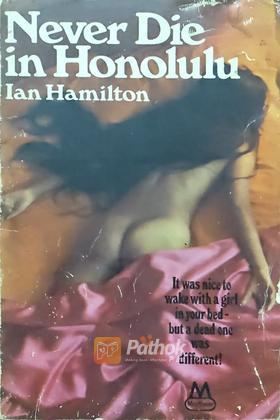 Never Die
in Honolulu
Ian Hamilton
It was nice to
wake with a girl
in your bed–
but a dead one
was
different!
Pathok
M